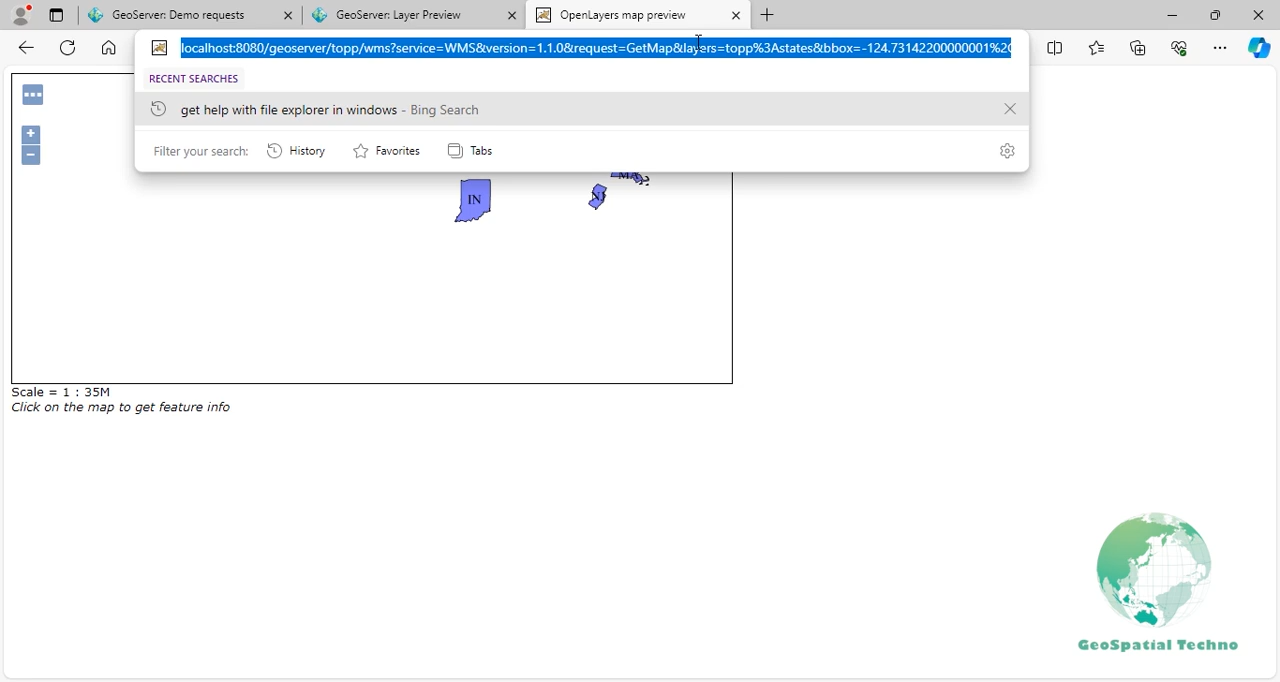 GeoServer: Demo requests
GeoServer: Layer Preview
OpenLayers map preview
localhost:8080/geoserver/topp/wms?service=WMS&version=1.1.0&request=GetMap&layers=topp%3Astates&bbox=-124.73142200000001%2C
RECENT SEARCHES
get help with file explorer in windows - Bing Search
Filter your search:
History
Favorites
Tabs
MA
IN
NJ
Scale = 1 : 35M
Click on the map to get feature info
GeoSpatial Techno